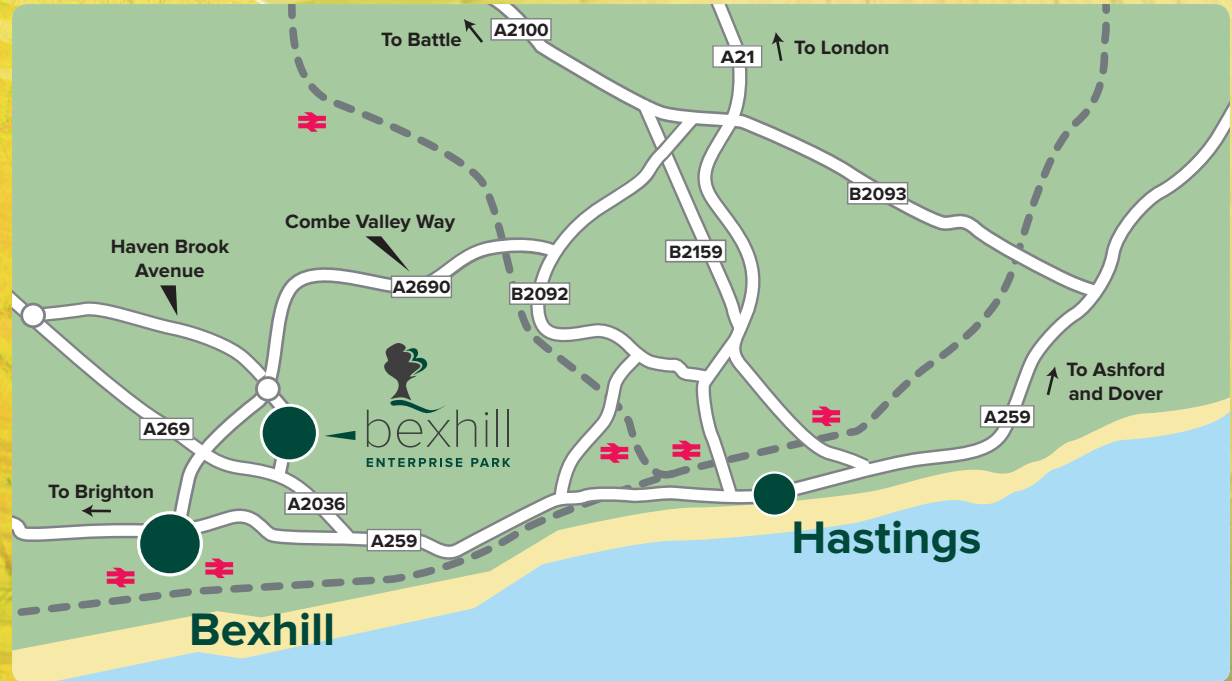 A2100
To Battle
A21
To London
B2093
Combe Valley Way
Haven Brook
Avenue
B2159
A2690
B2092
To Ashford
and Dover
A259
A269
bexhill
ENTERPRISE PARK
To Brighton
A2036
A259
Hastings
Bexhill